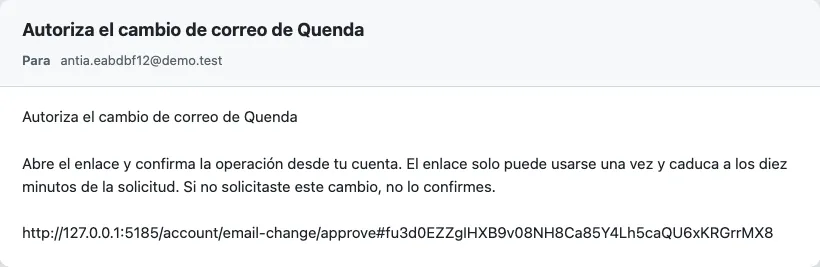 Autoriza el cambio de correo de Quenda
Para antia.eabdbf12@demo.test
Autoriza el cambio de correo de Quenda
Abre el enlace y confirma la operación desde tu cuenta. El enlace solo puede usarse una vez y caduca a los diez
minutos de la solicitud. Si no solicitaste este cambio, no lo confirmes.
http://127.0.0.1:5185/account/email-change/approve#fu3d0EZZglHXB9v08NH8Ca85Y4Lh5caQU6xKRGrrMX8